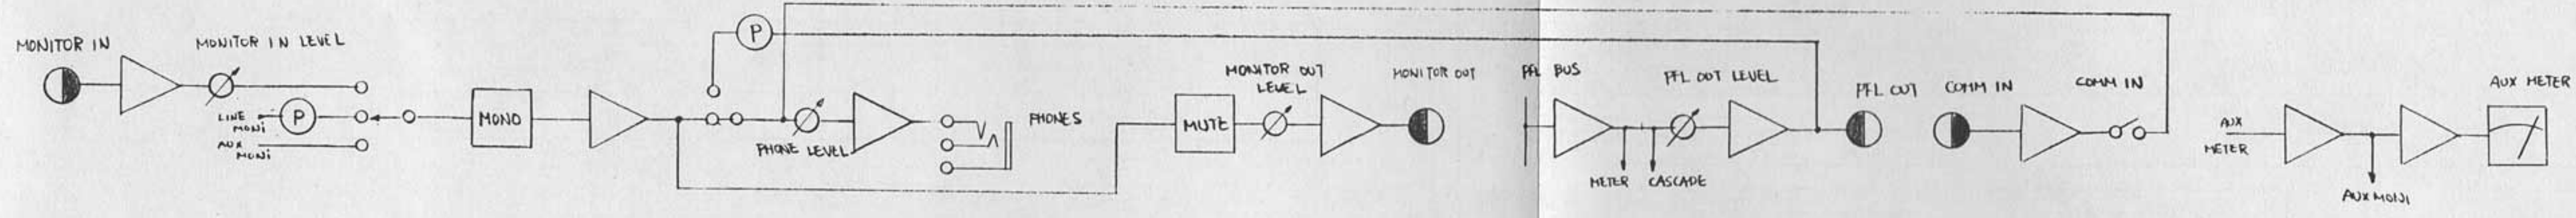 MONITOR IN
MONITOR IN LEVEL
LINE
MONI
P
AUX
MONI
MONO
P
PHONE LEVEL
PHONES
MUTE
MONITOR OUT
LEVEL
MONITOR OUT
PFL BUS
METER
CASCADE
PFL OUT LEVEL
PFL OUT
COMM IN
COMM IN
AUX
METER
AUX MONI
AUX METER